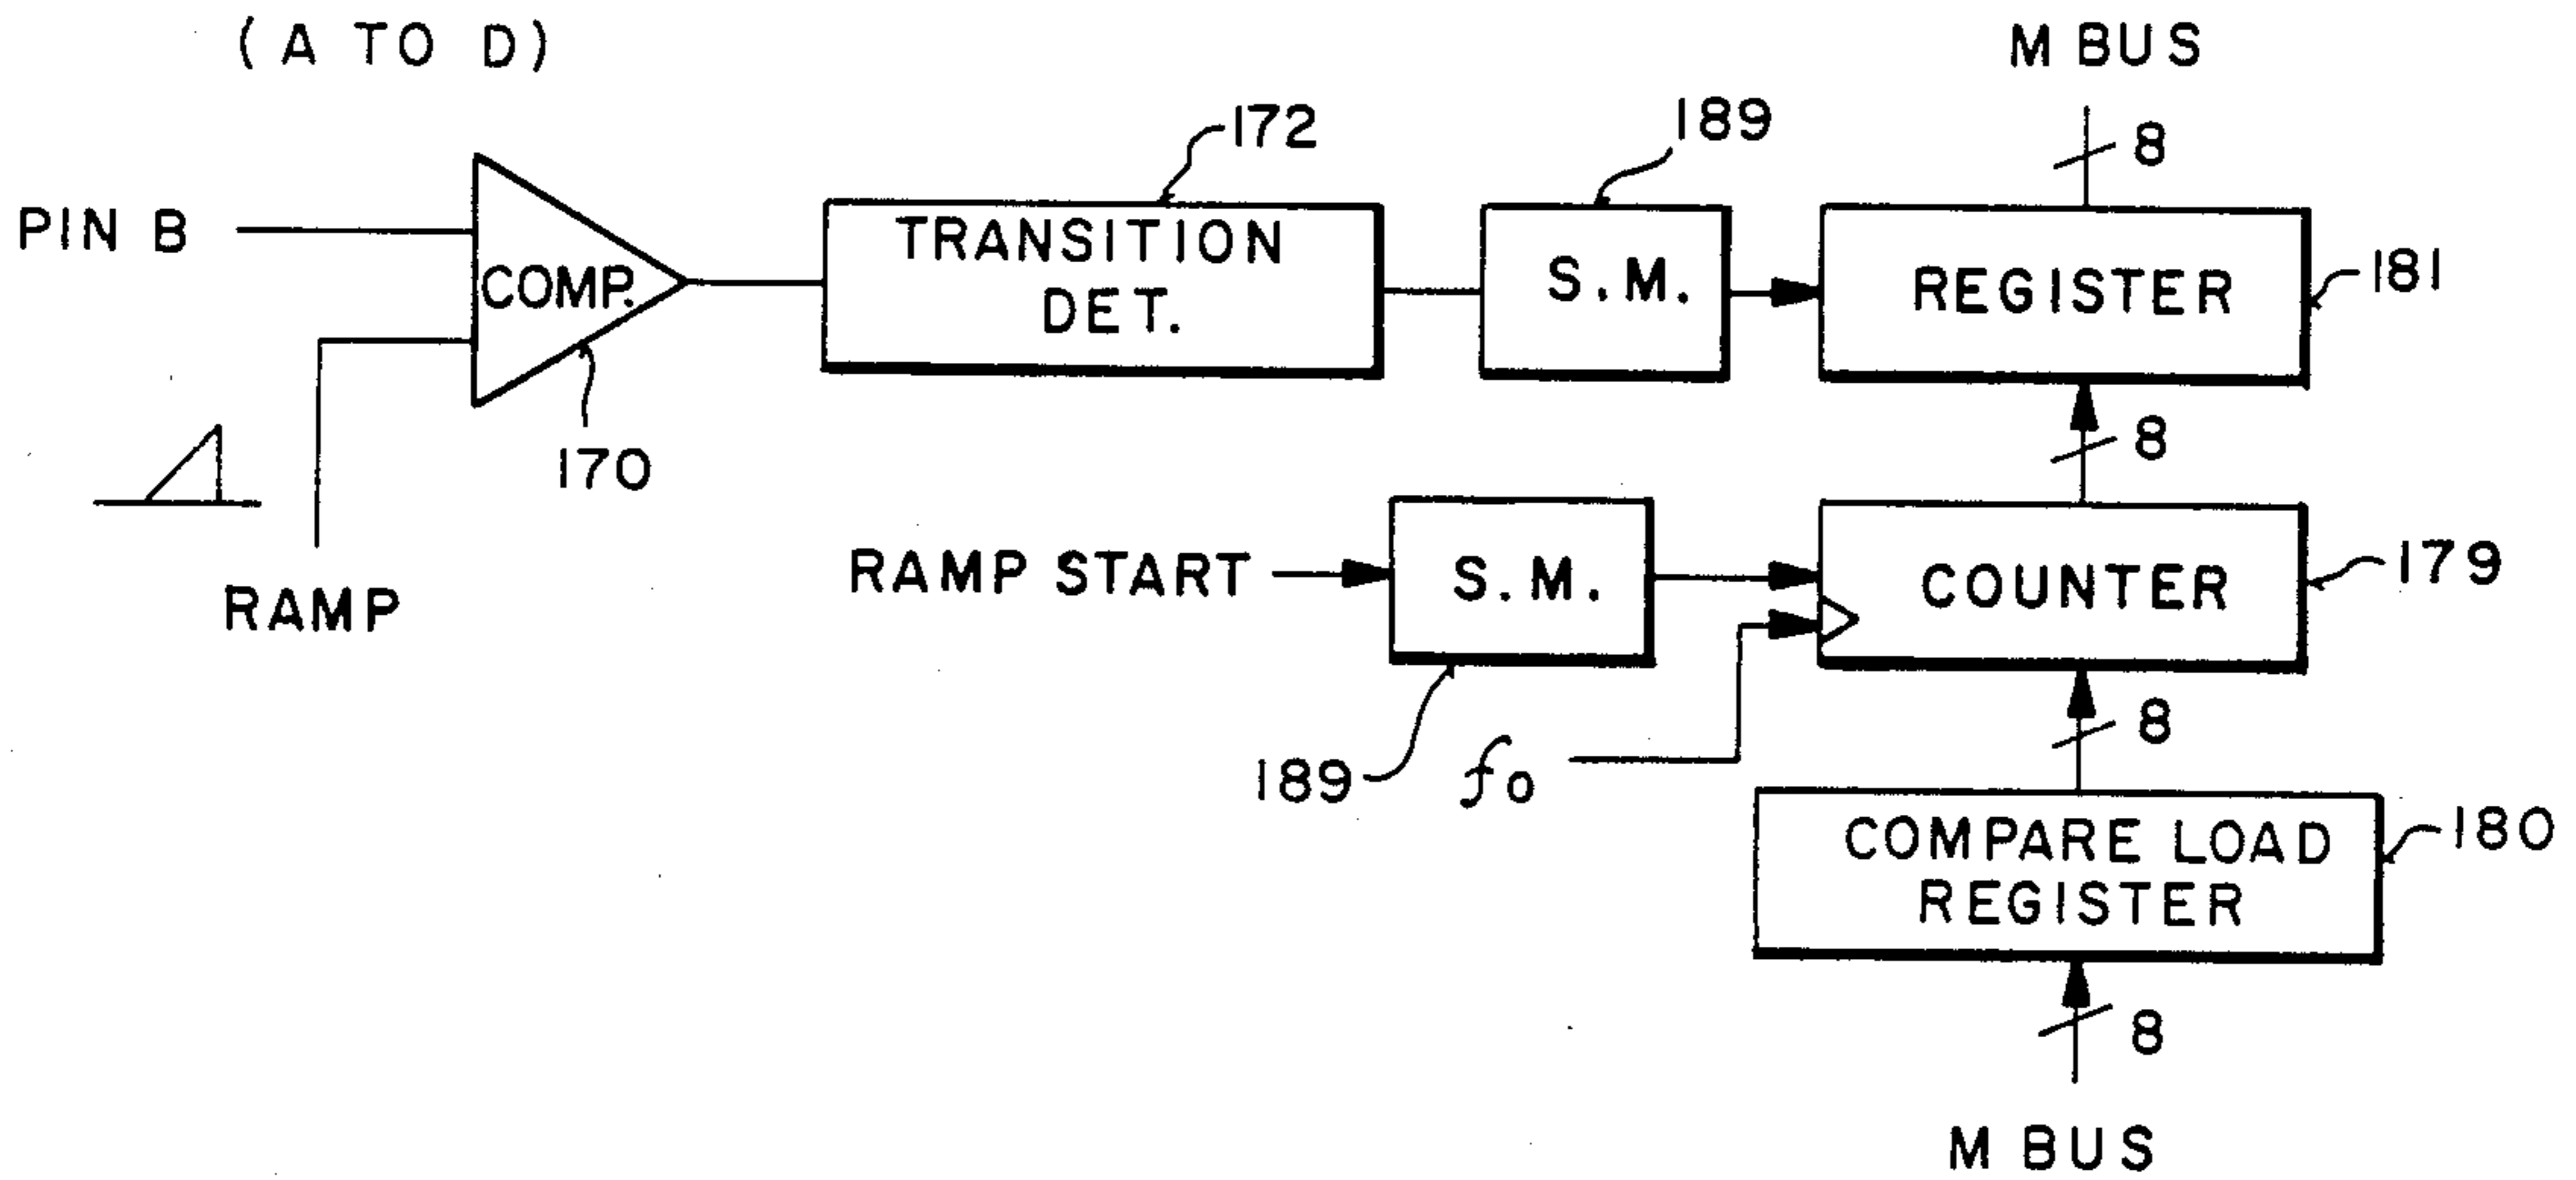 (A TO D)
M BUS
8
172
189
PIN B
COMP.
TRANSITION
DET.
S.M.
REGISTER
181
170
8
RAMP
RAMP START
S.M.
COUNTER
179
189
fo
8
COMPARE LOAD
REGISTER
180
8
M BUS